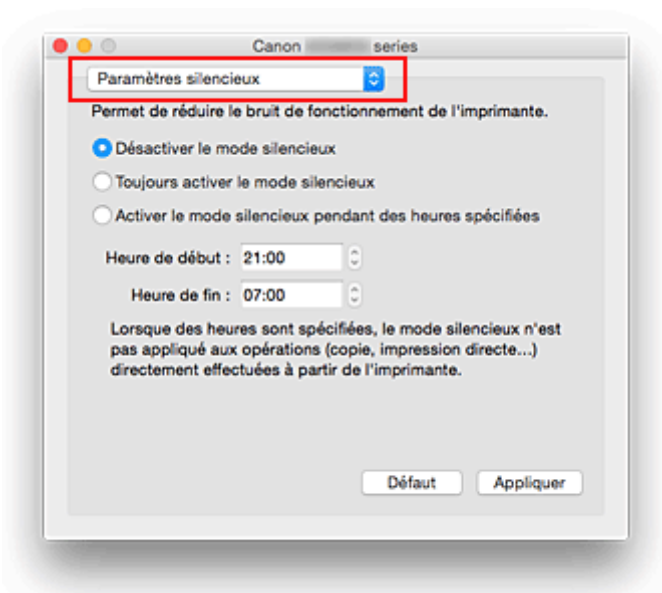 Canon series
Paramètres silencieux
Permet de réduire le bruit de fonctionnement de l'imprimante.
Désactiver le mode silencieux
Toujours activer le mode silencieux
Activer le mode silencieux pendant des heures spécifiées
Heure de début : 21:00
Heure de fin : 07:00
Lorsque des heures sont spécifiées, le mode silencieux n'est
pas appliqué aux opérations (copie, impression directe...)
directement effectuées à partir de l'imprimante.
Défaut Appliquer